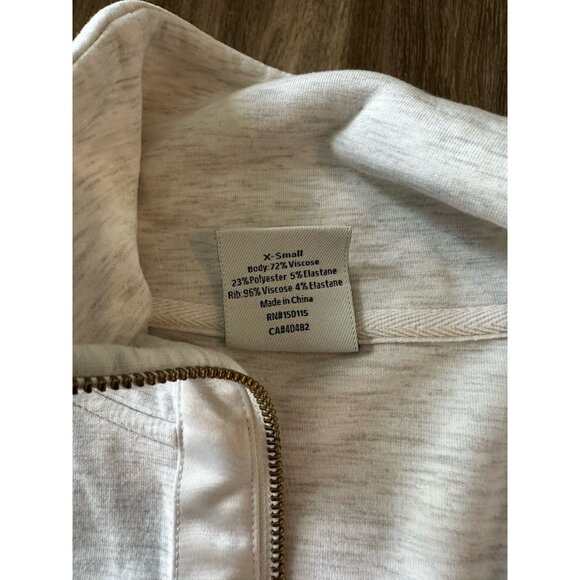 X-Small
Body:72% Viscose
23% Polyester 5% Elastane
Rib:96% Viscose 4% Elastane
Made in China
RN#150115
CA#40482